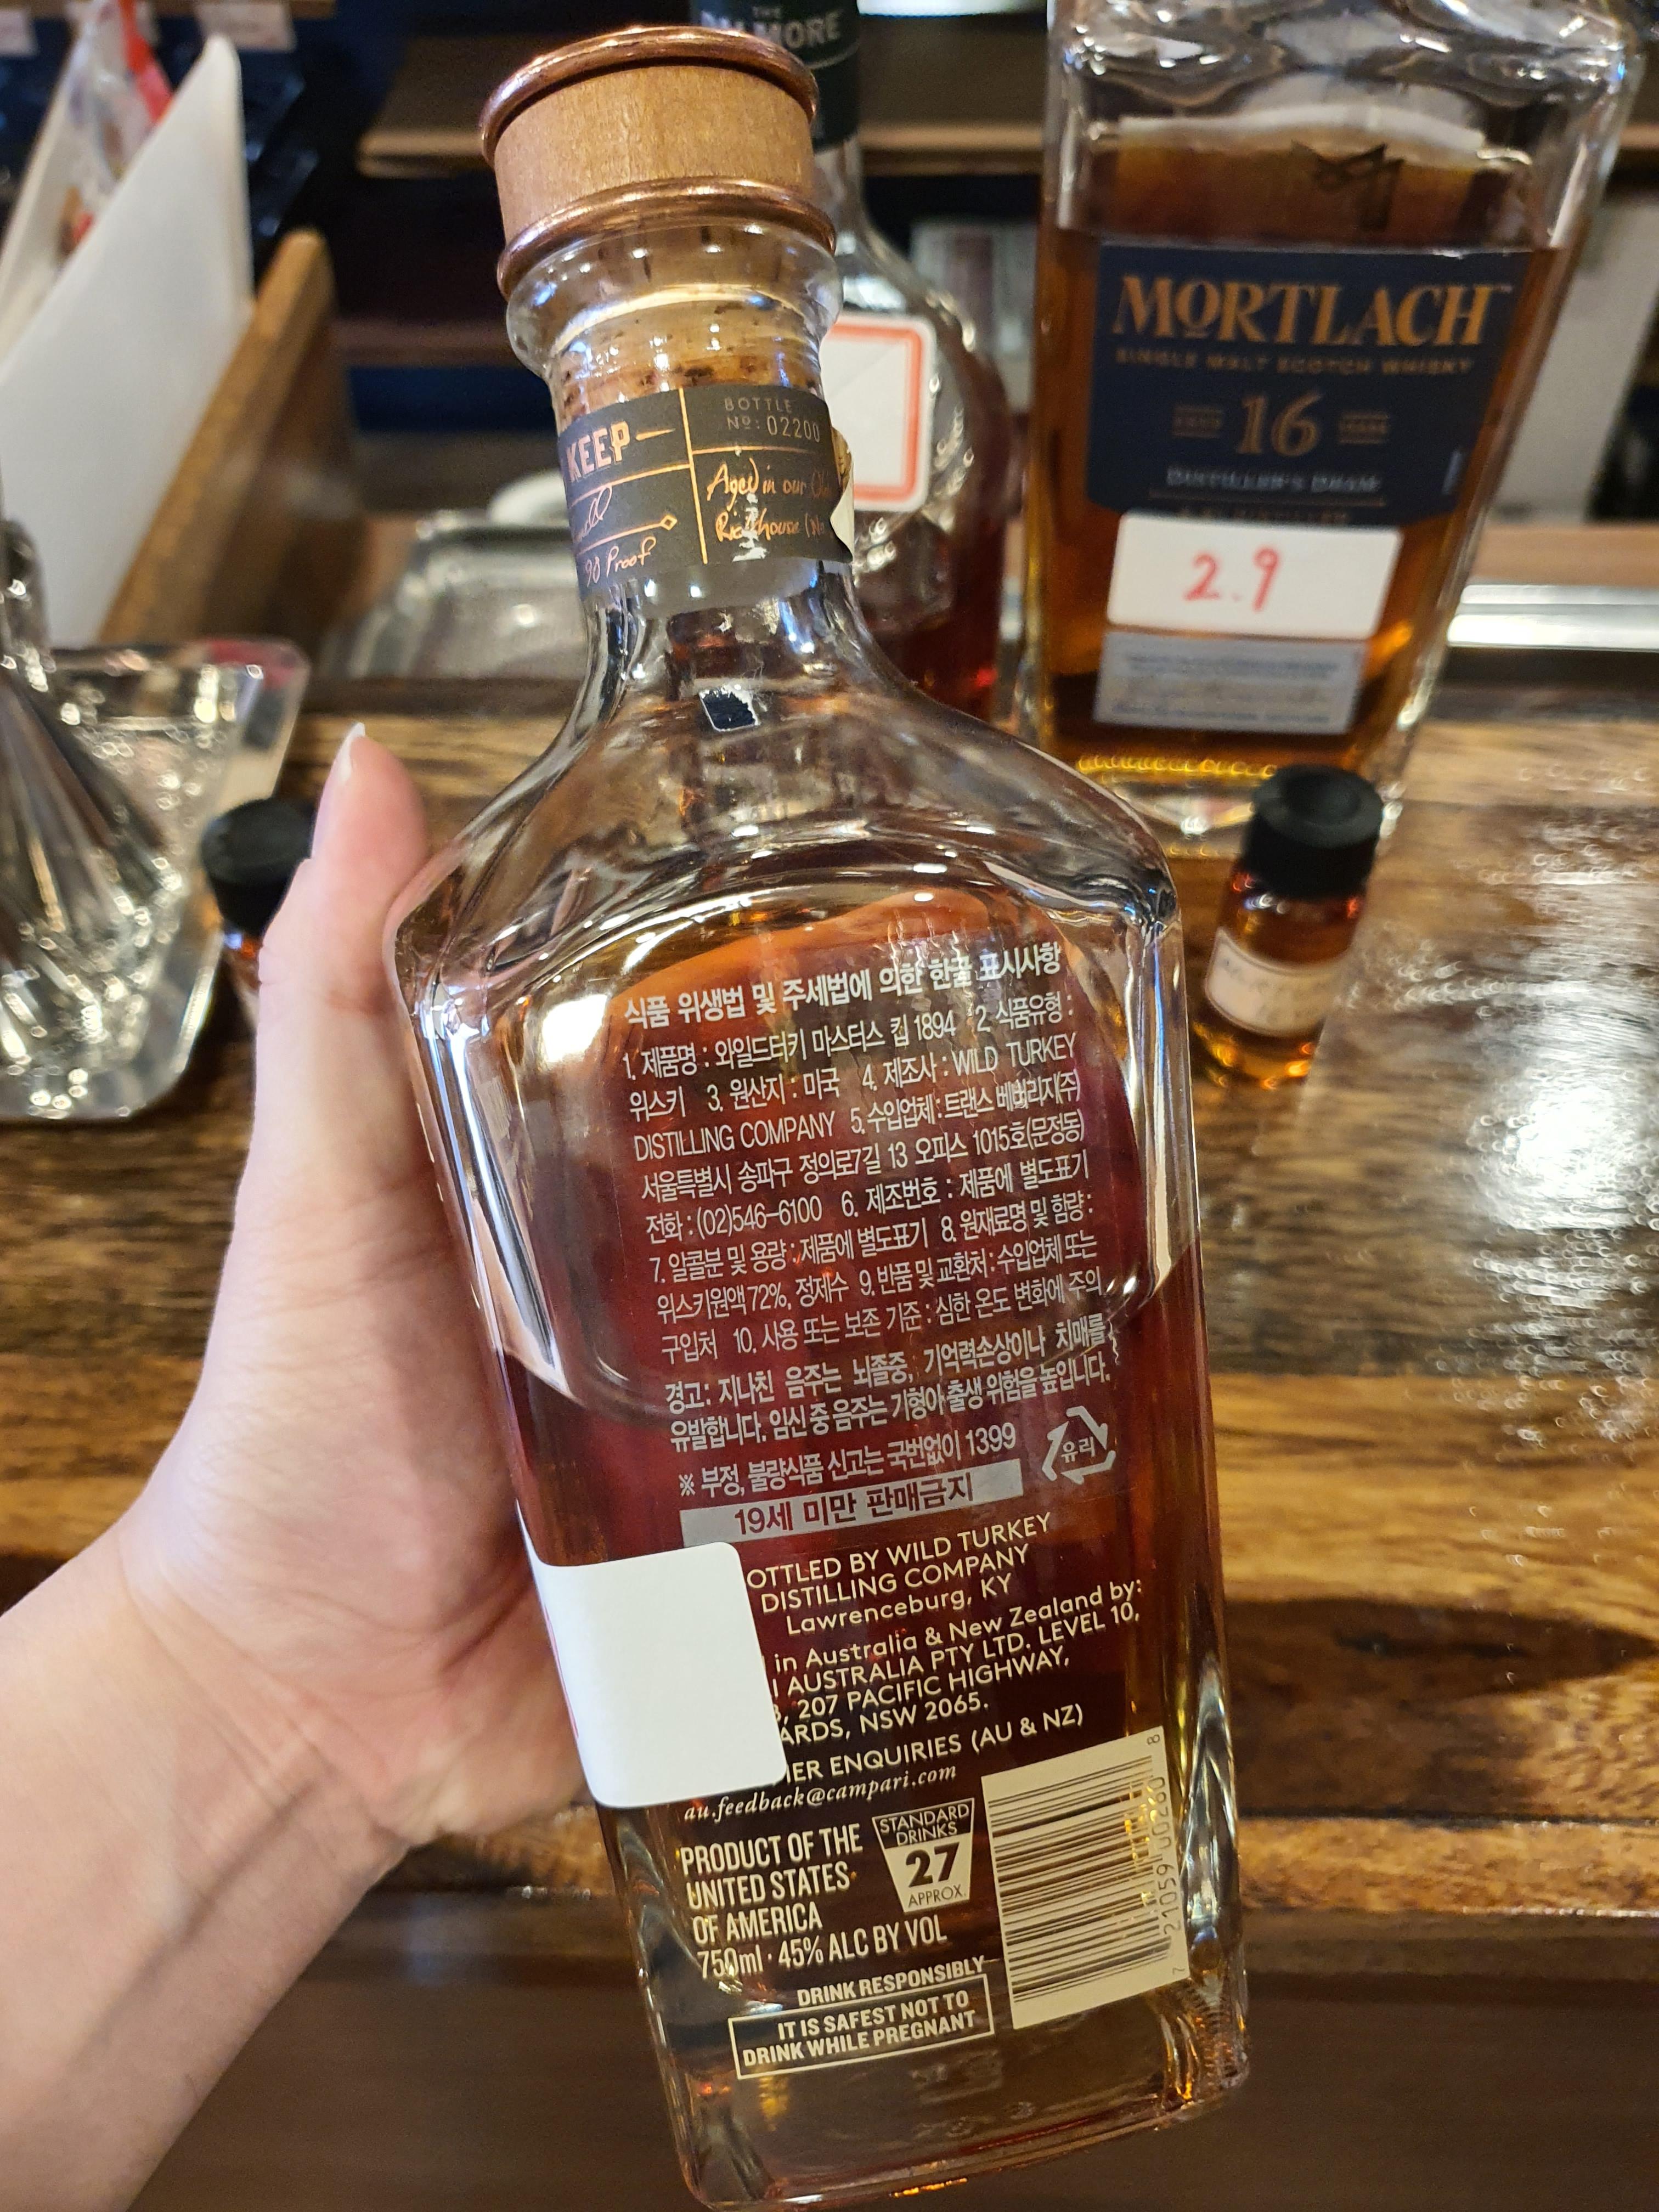 THE
MORE
KEEP
90 Proof
BOTTLE
No: 02200
Aged in our
Rickhouse
MORTLACH
SINGLE MALT SCOTCH WHISKY
16
DISTILLER'S DRAM
2.9
식품 위생법 및 주세법에 의한 한글 표시사항
1. 제품명 : 와일드터키 마스터스 킵 1894 2. 식품유형 :
위스키 3. 원산지 : 미국 4. 제조사 : WILD TURKEY
DISTILLING COMPANY 5. 수입업체 : 트랜스 베버리지(주)
서울특별시 송파구 정의로7길 13 오피스 1015호(문정동)
전화 : (02)546-6100 6. 제조번호 : 제품에 별도표기
7. 알콜분 및 용량 : 제품에 별도표기 8. 원재료명 및 함량 :
위스키원액 72%, 정제수 9. 반품 및 교환처 : 수입업체 또는
구입처 10. 사용 또는 보존 기준 : 심한 온도 변화에 주의
경고 : 지나친 음주는 뇌졸중, 기억력손상이나 치매를
유발합니다. 임신 중 음주는 기형아 출생 위험을 높입니다.
※ 부정, 불량식품 신고는 국번없이 1399
유리
19세 미만 판매금지
OTTLED BY WILD TURKEY
DISTILLING COMPANY
Lawrenceburg, KY
in Australia & New Zealand by:
I AUSTRALIA PTY LTD. LEVEL 10,
, 207 PACIFIC HIGHWAY,
ARDS, NSW 2065.
ER ENQUIRIES (AU & NZ)
au.feedback@campari.com
PRODUCT OF THE
UNITED STATES
OF AMERICA
750ml · 45% ALC BY VOL
STANDARD
DRINKS
27
APPROX.
DRINK RESPONSIBLY
IT IS SAFEST NOT TO
DRINK WHILE PREGNANT
7 21059 00260 8